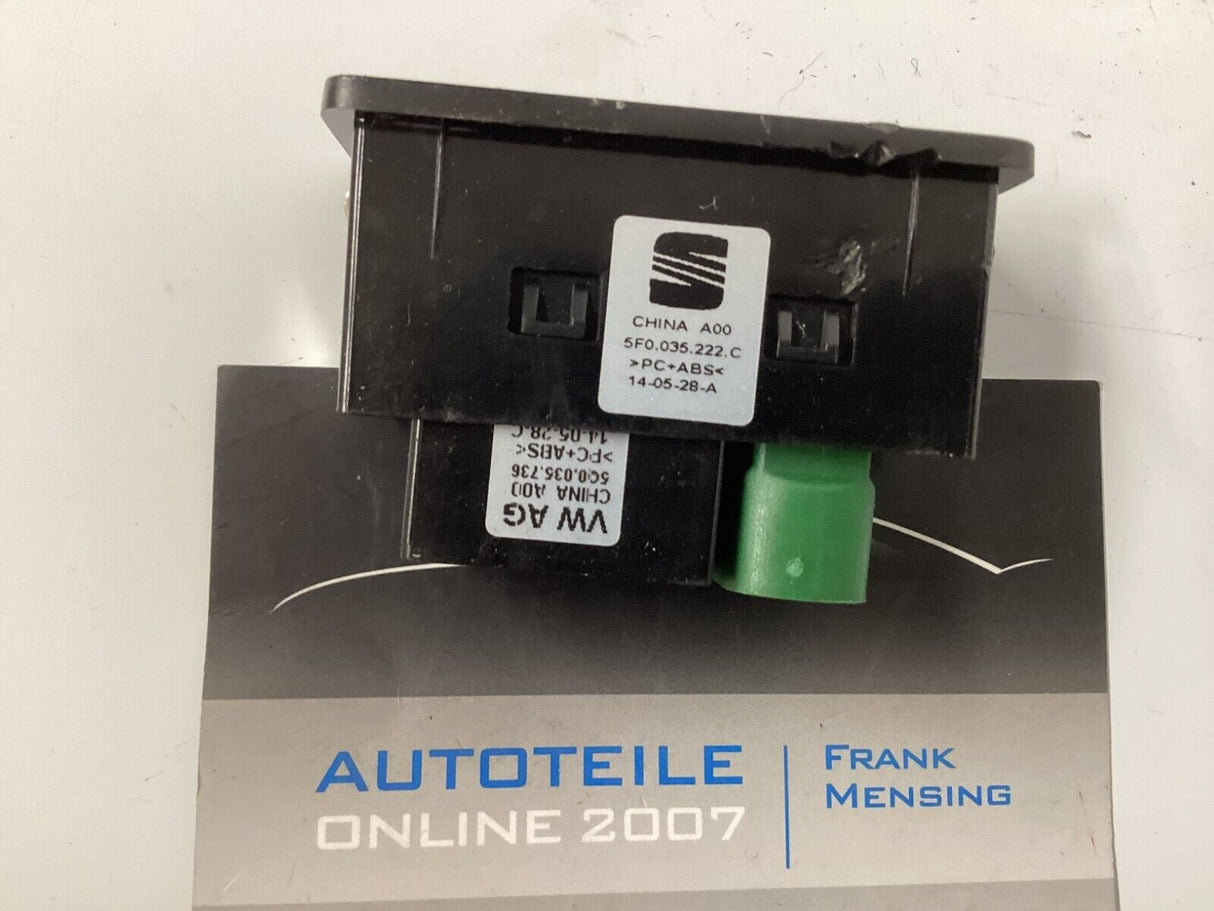 CHINA A00
5F0.035.222.C
>PC+ABS<
14-05-28-A
VW AG
CHINA A00
5Q0.035.736
>PC+ABS<
14-05-28-C
AUTOTEILE
ONLINE 2007
FRANK
MENSING